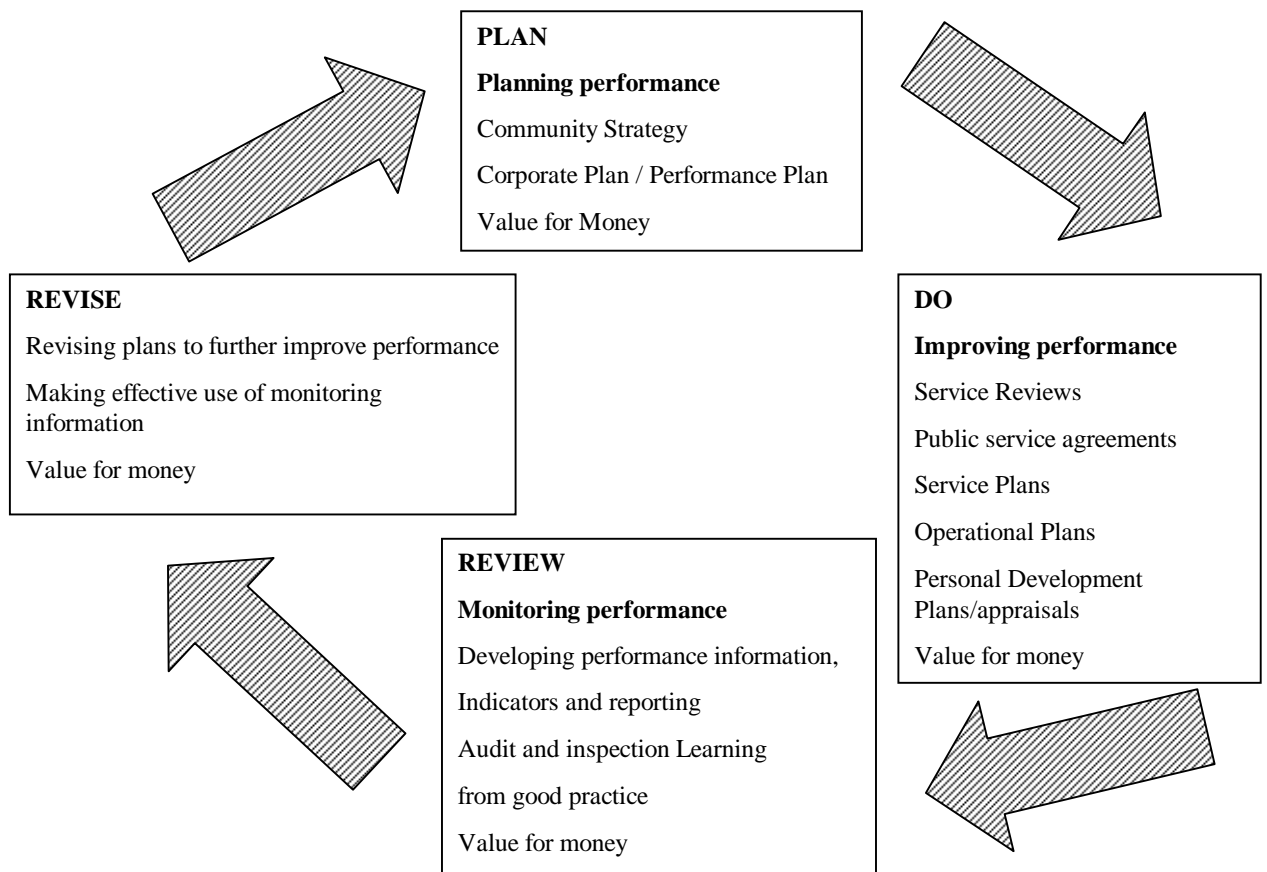 PLAN
Planning performance
Community Strategy
Corporate Plan / Performance Plan
Value for Money
DO
Improving performance
Service Reviews
Public service agreements
Service Plans
Operational Plans
Personal Development
Plans/appraisals
Value for money
REVIEW
Monitoring performance
Developing performance information,
Indicators and reporting
Audit and inspection Learning
from good practice
Value for money
REVISE
Revising plans to further improve performance
Making effective use of monitoring
information
Value for money